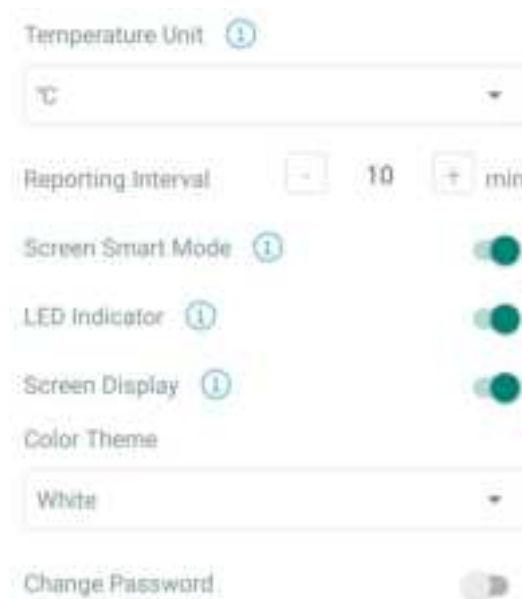 Temperature Unit
℃
Reporting Interval - 10 + min
Screen Smart Mode
LED Indicator
Screen Display
Color Theme
White
Change Password